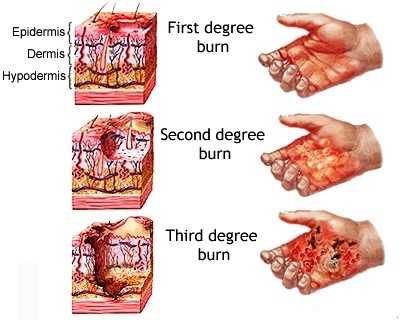 Epidermis
Dermis
Hypodermis
First degree
burn
Second degree
burn
Third degree
burn